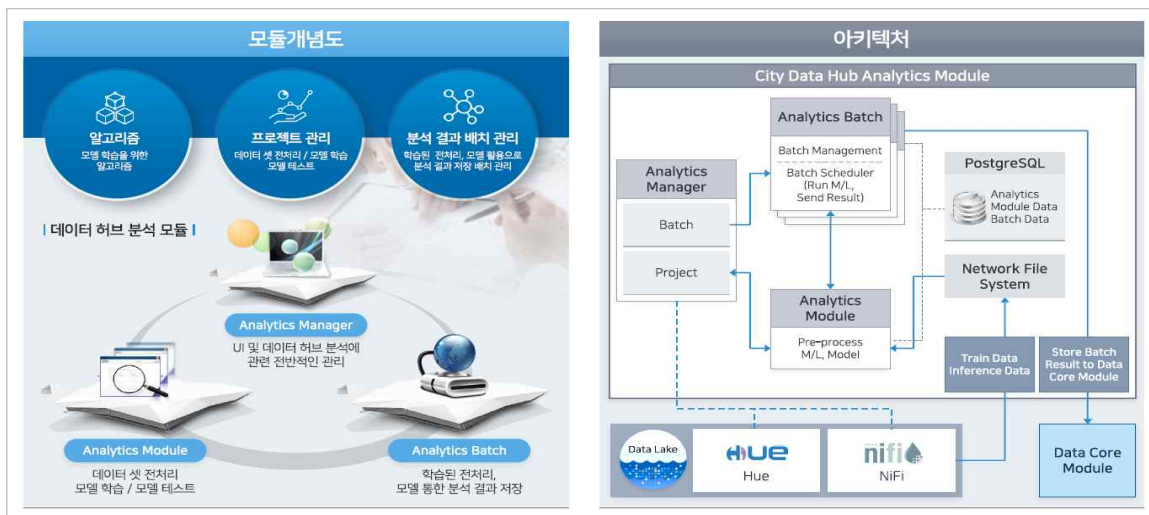 모듈개념도
알고리즘
모델 학습을 위한
알고리즘
프로젝트 관리
데이터 셋 전처리 / 모델 학습
모델 테스트
분석 결과 배치 관리
학습된 전처리, 모델 활용으로
분석 결과 저장 배치 관리
데이터 허브 분석 모듈
Analytics Manager
UI 및 데이터 허브 분석에
관련 전반적인 관리
Analytics Module
데이터 셋 전처리
모델 학습 / 모델 테스트
Analytics Batch
학습된 전처리,
모델 통한 분석 결과 저장
아키텍처
City Data Hub Analytics Module
Analytics
Manager
Batch
Project
Analytics Batch
Batch Management
Batch Scheduler
(Run M/L,
Send Result)
Analytics
Module
Pre-process
M/L, Model
PostgreSQL
Analytics
Module Data
Batch Data
Network File
System
Train Data
Inference Data
Store Batch
Result to Data
Core Module
Data Lake
HUE
Hue
nifi
NiFi
Data Core
Module